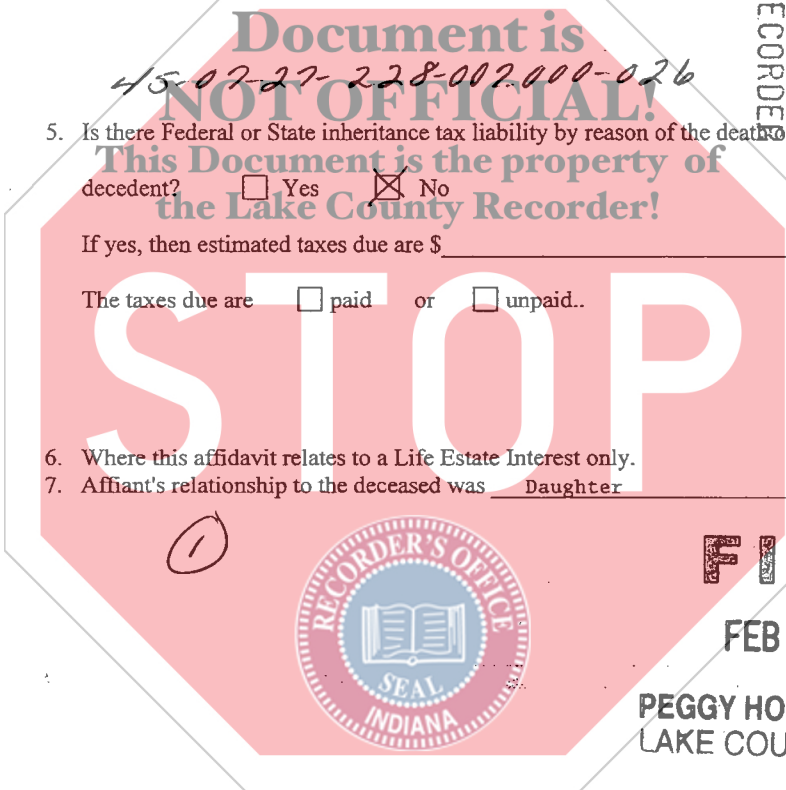 Document is
ECORDER
45-07-27-228-002.000-026
NOT OFFICIAL!
5. Is there Federal or State inheritance tax liability by reason of the death
This Document is the property of
decedent? Yes ☒ No
the Lake County Recorder!
If yes, then estimated taxes due are $
The taxes due are paid or unpaid..
STOP
6. Where this affidavit relates to a Life Estate Interest only.
7. Affiant's relationship to the deceased was Daughter
1
RECORDER'S OFFICE
SEAL
INDIANA
FI
FEB
PEGGY HO
LAKE COU